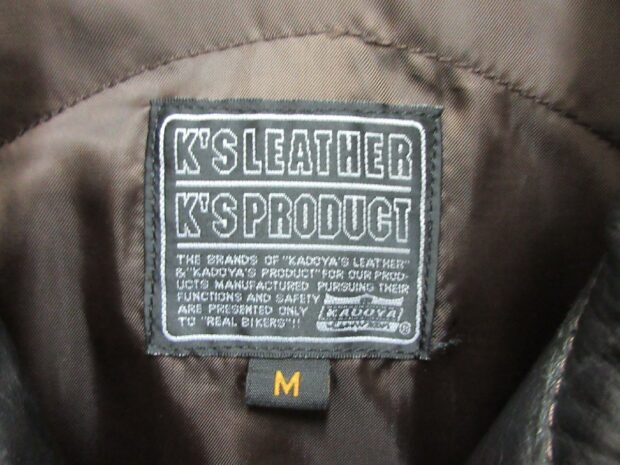 K'S LEATHER
K'S PRODUCT
THE BRANDS OF "KADOYA'S LEATHER"
& "KADOYA'S PRODUCT" FOR OUR PROD-
UCTS MANUFACTURED PURSUING THEIR
FUNCTIONS AND SAFETY
ARE PRESENTED ONLY
TO "REAL BIKERS"!!
KADOYA
®
M